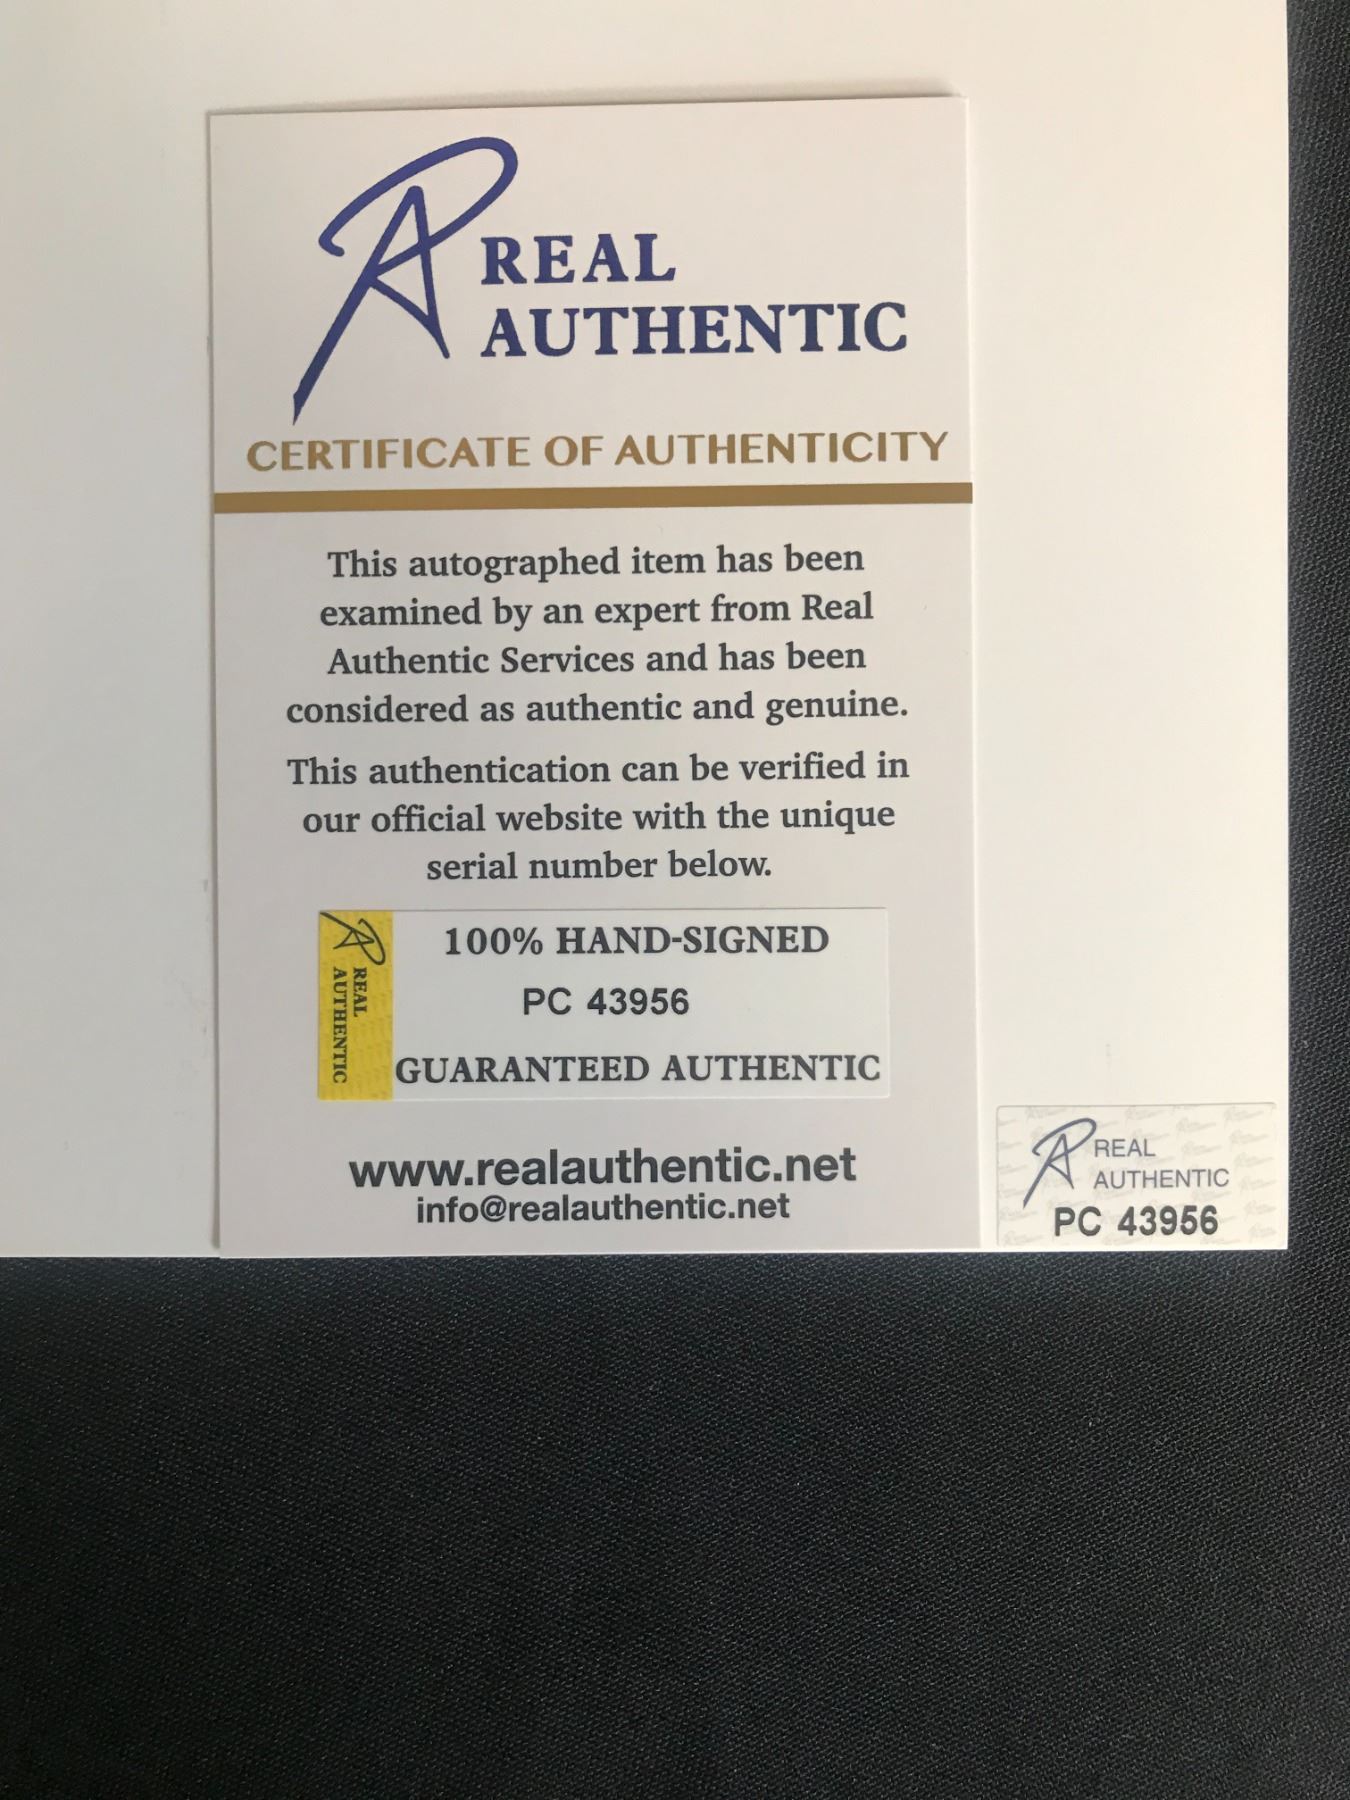 REAL
AUTHENTIC
CERTIFICATE OF AUTHENTICITY
This autographed item has been
examined by an expert from Real
Authentic Services and has been
considered as authentic and genuine.
This authentication can be verified in
our official website with the unique
serial number below.
REAL
AUTHENTIC
100% HAND-SIGNED
PC 43956
GUARANTEED AUTHENTIC
www.realauthentic.net
info@realauthentic.net
REAL
AUTHENTIC
PC 43956